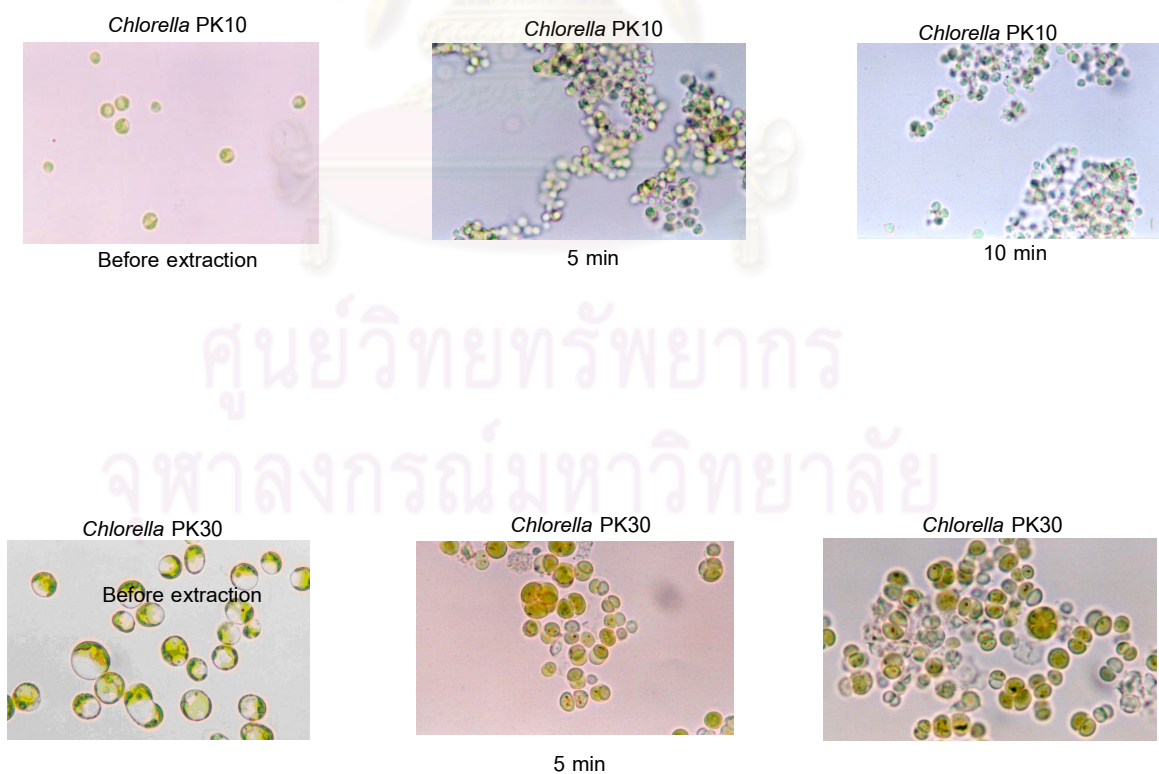 Chlorella PK10
Chlorella PK10
Chlorella PK10
Before extraction
5 min
10 min
ศูนย์วิทยทรัพยากร
จุฬาลงกรณ์มหาวิทยาลัย
Chlorella PK30
Chlorella PK30
Chlorella PK30
Before extraction
5 min